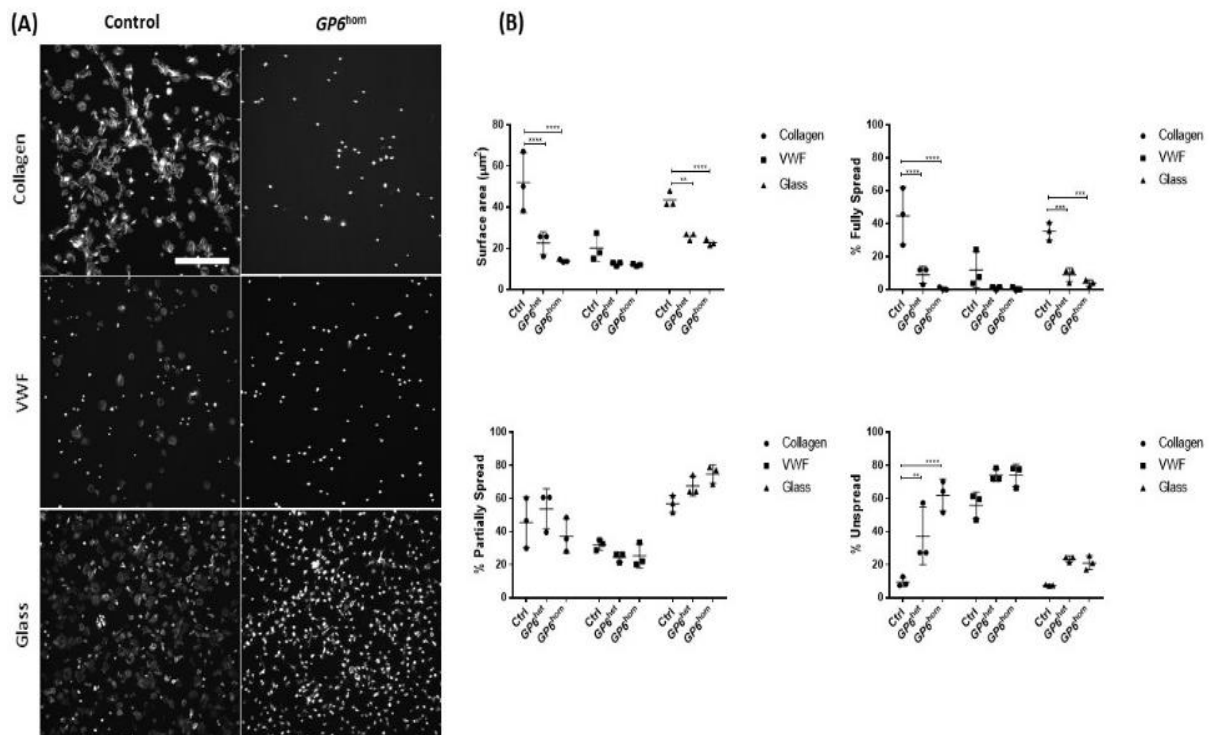 (A)
Control
GP6hom
Collagen
VWF
Glass
(B)
Surface area (μm2)
80
60
40
20
0
****
****
**
****
Ctrl
GP6het
GP6hom
Ctrl
GP6het
GP6hom
Ctrl
GP6het
GP6hom
Collagen
VWF
Glass
% Fully Spread
100
80
60
40
20
0
****
****
***
***
Ctrl
GP6het
GP6hom
Ctrl
GP6het
GP6hom
Ctrl
GP6het
GP6hom
Collagen
VWF
Glass
% Partially Spread
100
80
60
40
20
0
Ctrl
GP6het
GP6hom
Ctrl
GP6het
GP6hom
Ctrl
GP6het
GP6hom
Collagen
VWF
Glass
% Unspread
100
80
60
40
20
0
**
****
Ctrl
GP6het
GP6hom
Ctrl
GP6het
GP6hom
Ctrl
GP6het
GP6hom
Collagen
VWF
Glass